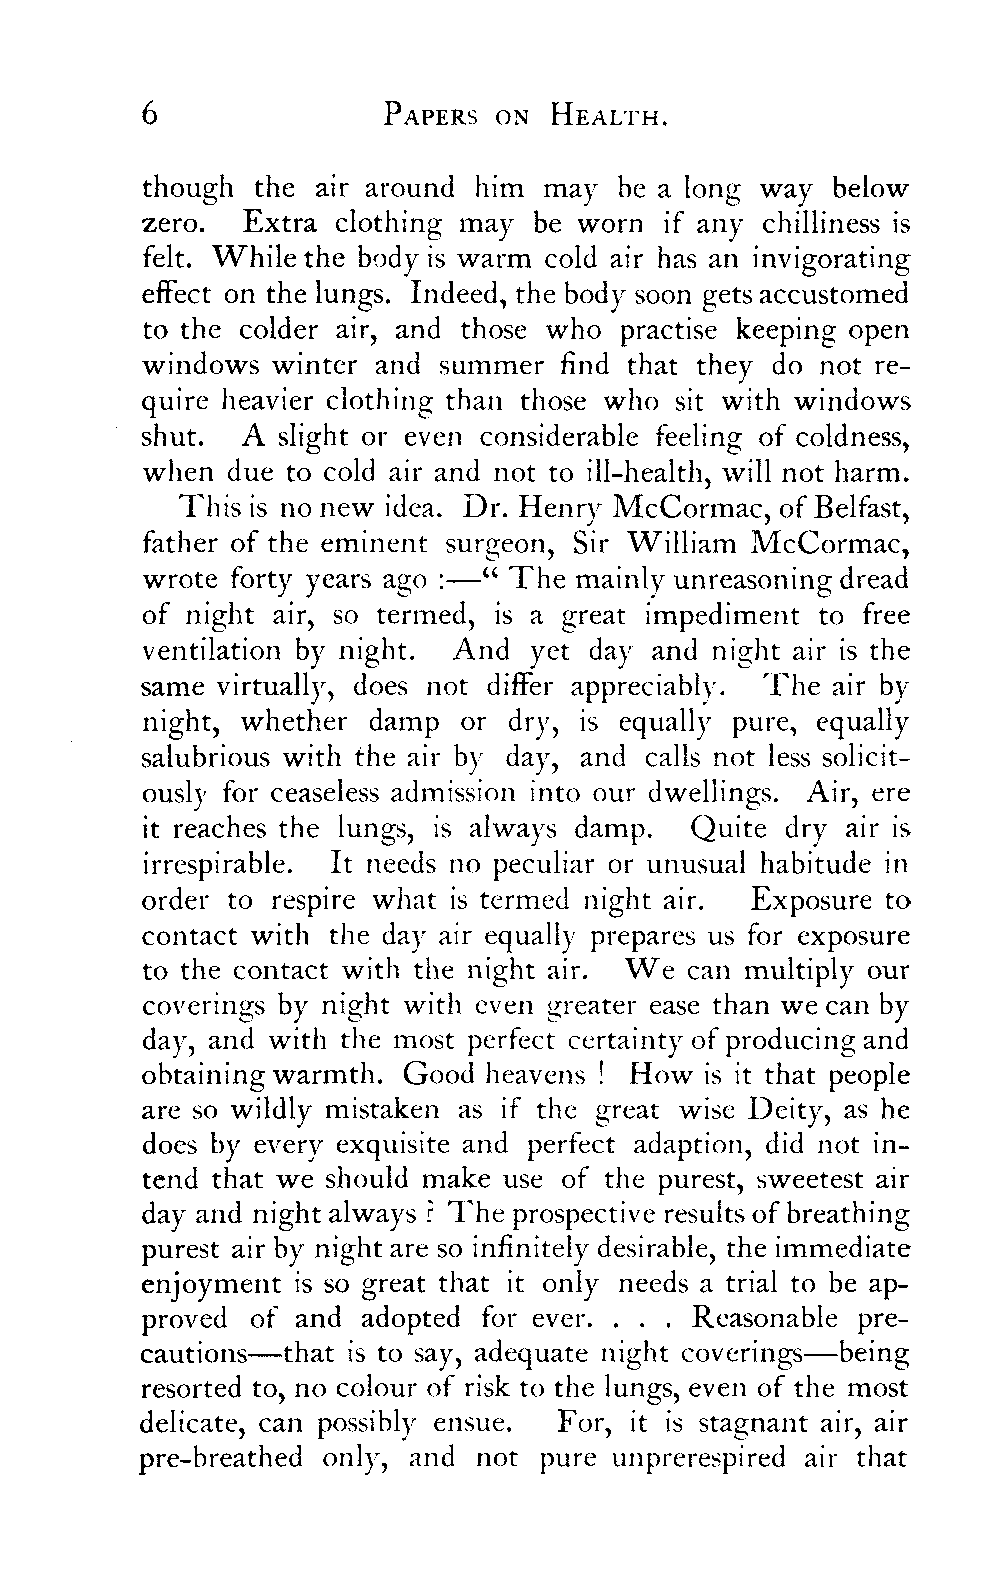 6 PAPERS ON HEALTH.
though the air around him may be a long way below
zero. Extra clothing may be worn if any chilliness is
felt. While the body is warm cold air has an invigorating
effect on the lungs. Indeed, the body soon gets accustomed
to the colder air, and those who practise keeping open
windows winter and summer find that they do not re-
quire heavier clothing than those who sit with windows
shut. A slight or even considerable feeling of coldness,
when due to cold air and not to ill-health, will not harm.
This is no new idea. Dr. Henry McCormac, of Belfast,
father of the eminent surgeon, Sir William McCormac,
wrote forty years ago :—“ The mainly unreasoning dread
of night air, so termed, is a great impediment to free
ventilation by night. And yet day and night air is the
same virtually, does not differ appreciably. The air by
night, whether damp or dry, is equally pure, equally
salubrious with the air by day, and calls not less solicit-
ously for ceaseless admission into our dwellings. Air, ere
it reaches the lungs, is always damp. Quite dry air is
irrespirable. It needs no peculiar or unusual habitude in
order to respire what is termed night air. Exposure to
contact with the day air equally prepares us for exposure
to the contact with the night air. We can multiply our
coverings by night with even greater ease than we can by
day, and with the most perfect certainty of producing and
obtaining warmth. Good heavens ! How is it that people
are so wildly mistaken as if the great wise Deity, as he
does by every exquisite and perfect adaption, did not in-
tend that we should make use of the purest, sweetest air
day and night always ? The prospective results of breathing
purest air by night are so infinitely desirable, the immediate
enjoyment is so great that it only needs a trial to be ap-
proved of and adopted for ever. . . . Reasonable pre-
cautions—that is to say, adequate night coverings—being
resorted to, no colour of risk to the lungs, even of the most
delicate, can possibly ensue. For, it is stagnant air, air
pre-breathed only, and not pure unprerespired air that